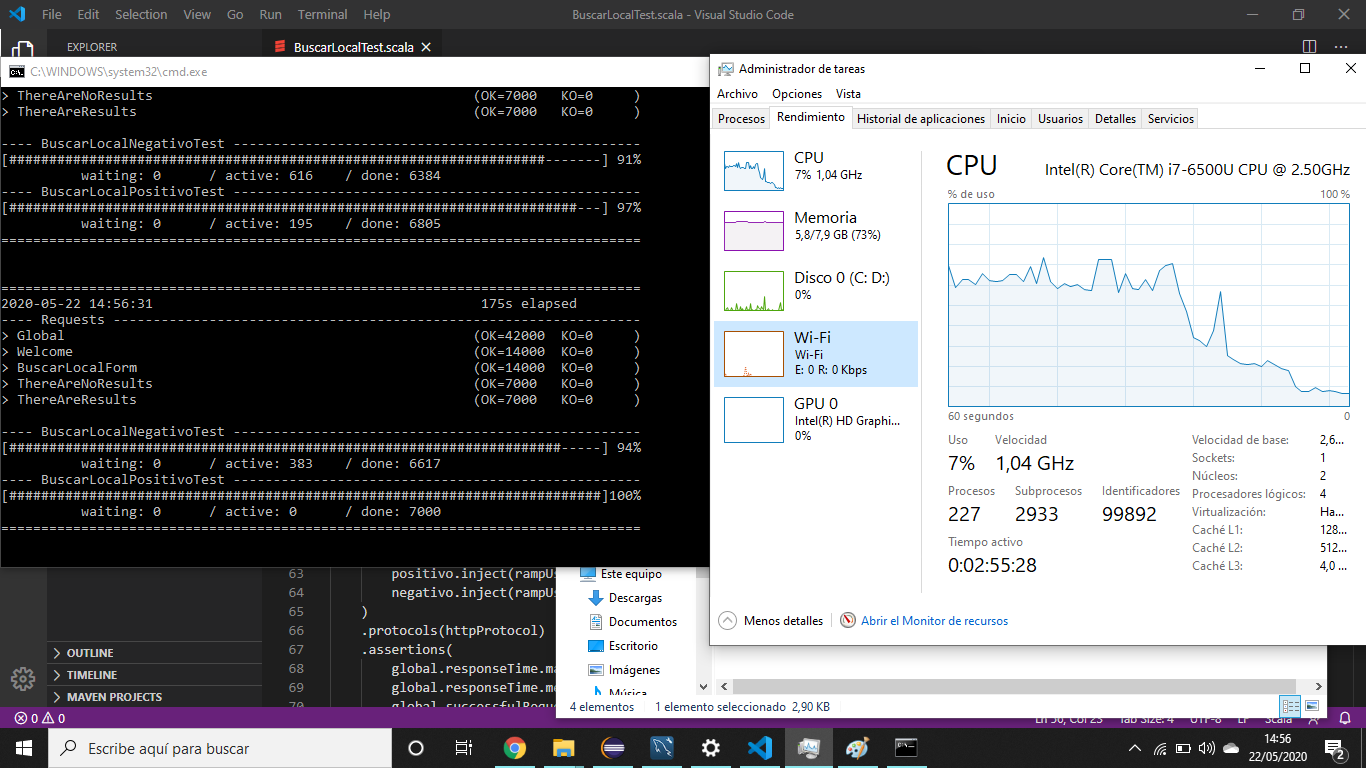 File Edit Selection View Go Run Terminal Help BuscarLocalTest.scala - Visual Studio Code
EXPLORER BuscarLocalTest.scala
C:\WINDOWS\system32\cmd.exe
> ThereAreNoResults (OK=7000 KO=0 )
> ThereAreResults (OK=7000 KO=0 )
---- BuscarLocalNegativoTest ---------------------------------------------------
[###################################################################-------] 91%
waiting: 0 / active: 616 / done: 6384
---- BuscarLocalPositivoTest ---------------------------------------------------
[#######################################################################---] 97%
waiting: 0 / active: 195 / done: 6805
================================================================================
================================================================================
2020-05-22 14:56:31 175s elapsed
---- Requests ------------------------------------------------------------------
> Global (OK=42000 KO=0 )
> Welcome (OK=14000 KO=0 )
> BuscarLocalForm (OK=14000 KO=0 )
> ThereAreNoResults (OK=7000 KO=0 )
> ThereAreResults (OK=7000 KO=0 )
---- BuscarLocalNegativoTest ---------------------------------------------------
[#####################################################################-----] 94%
waiting: 0 / active: 383 / done: 6617
---- BuscarLocalPositivoTest ---------------------------------------------------
[##########################################################################]100%
waiting: 0 / active: 0 / done: 7000
================================================================================
Administrador de tareas
Archivo Opciones Vista
Procesos Rendimiento Historial de aplicaciones Inicio Usuarios Detalles Servicios
CPU
7% 1,04 GHz
Memoria
5,8/7,9 GB (73%)
Disco 0 (C: D:)
0%
Wi-Fi
Wi-Fi
E: 0 R: 0 Kbps
GPU 0
Intel(R) HD Graphi...
0%
CPU Intel(R) Core(TM) i7-6500U CPU @ 2.50GHz
% de uso 100 %
60 segundos 0
Uso Velocidad
7% 1,04 GHz
Procesos Subprocesos Identificadores
227 2933 99892
Tiempo activo
0:02:55:28
Velocidad de base: 2,6...
Sockets: 1
Núcleos: 2
Procesadores lógicos: 4
Virtualización: Ha...
Caché L1: 128...
Caché L2: 512...
Caché L3: 4,0 ...
Menos detalles Abrir el Monitor de recursos
63 positivo.inject(rampU
64 negativo.inject(rampU
65 )
66 .protocols(httpProtocol)
67 .assertions(
68 global.responseTime.ma
69 global.responseTime.me
70 global.successfulReque
OUTLINE
TIMELINE
MAVEN PROJECTS
Este equipo
Descargas
Documentos
Escritorio
Imágenes
Música
4 elementos 1 elemento seleccionado 2,90 KB
0 0 Ln 56, Col 23 Tab Size: 4 UTF-8 LF Scala
Escribe aquí para buscar
14:56
22/05/2020
2